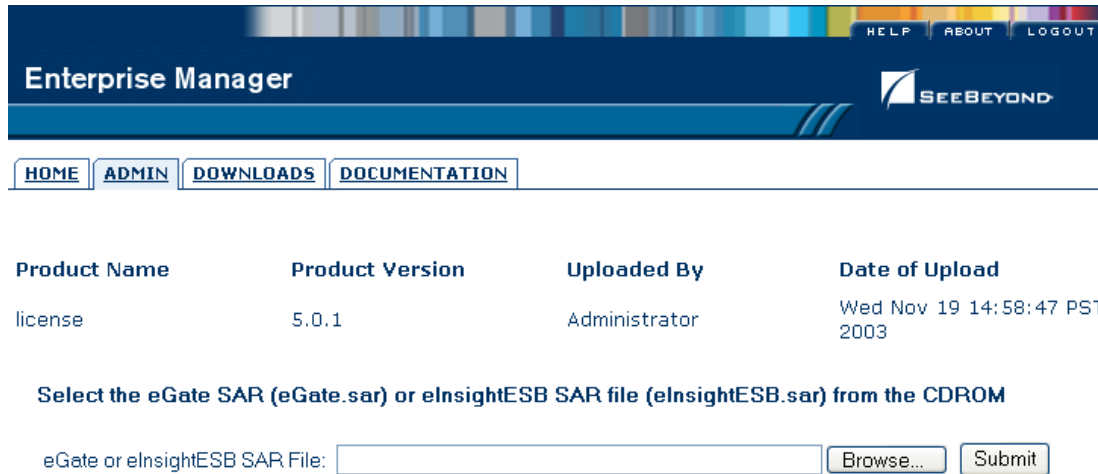 HELP ABOUT LOGOUT
Enterprise Manager
SEEBEYOND
HOME ADMIN DOWNLOADS DOCUMENTATION
Product Name Product Version Uploaded By Date of Upload
license 5.0.1 Administrator Wed Nov 19 14:58:47 PST
2003
Select the eGate SAR (eGate.sar) or eInsightESB SAR file (eInsightESB.sar) from the CDROM
eGate or eInsightESB SAR File: Browse... Submit